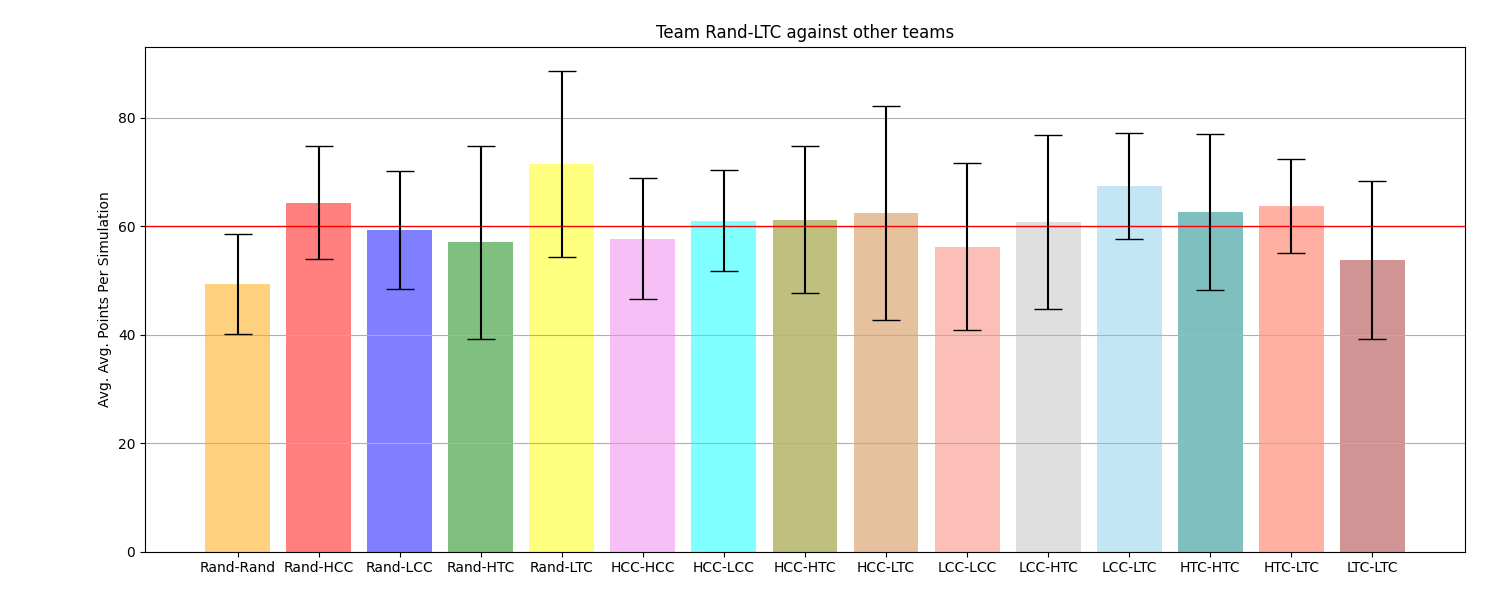 Team Rand-LTC against other teams
Avg. Avg. Points Per Simulation
80
60
40
20
0
Rand-Rand Rand-HCC Rand-LCC Rand-HTC Rand-LTC HCC-HCC HCC-LCC HCC-HTC HCC-LTC LCC-LCC LCC-HTC LCC-LTC HTC-HTC HTC-LTC LTC-LTC